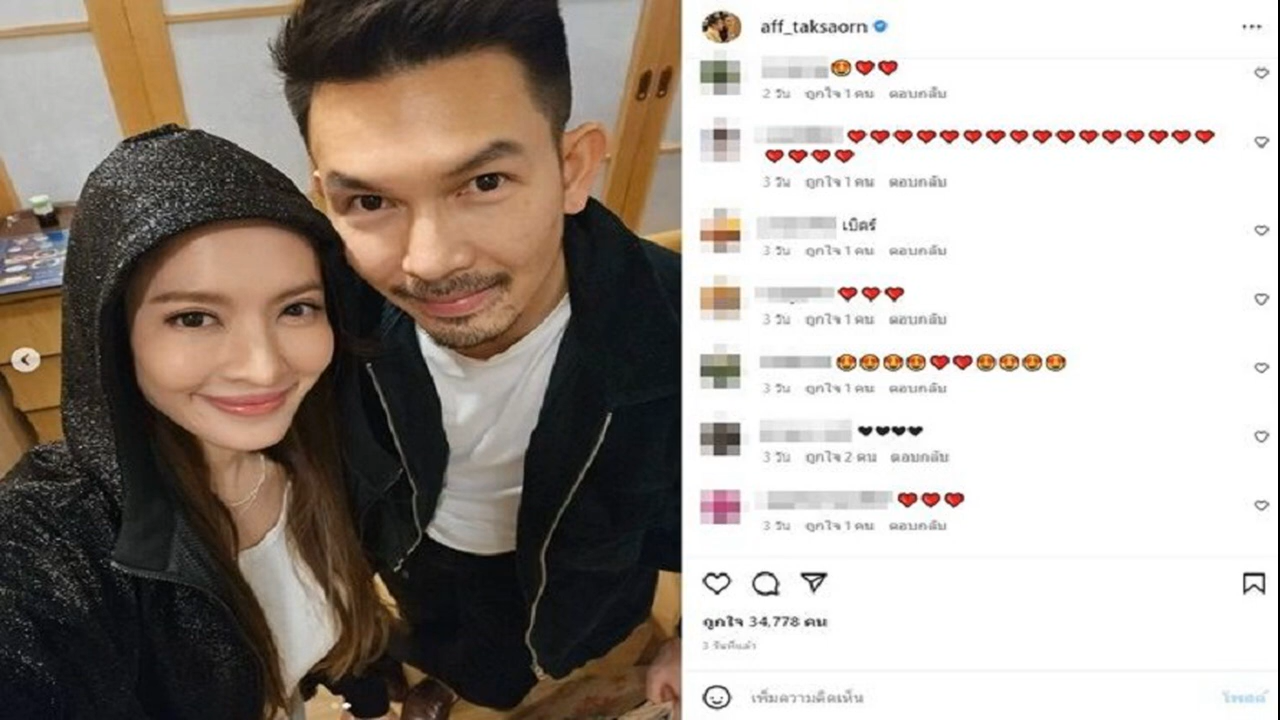 aff_taksaorn
2 วัน ถูกใจ 1 คน ตอบกลับ
3 วัน ถูกใจ 1 คน ตอบกลับ
เบิดร์
3 วัน ถูกใจ 1 คน ตอบกลับ
3 วัน ถูกใจ 1 คน ตอบกลับ
3 วัน ถูกใจ 1 คน ตอบกลับ
3 วัน ถูกใจ 2 คน ตอบกลับ
3 วัน ถูกใจ 1 คน ตอบกลับ
ถูกใจ 34,778 คน
3 วันที่แล้ว
เพิ่มความคิดเห็น โพสต์